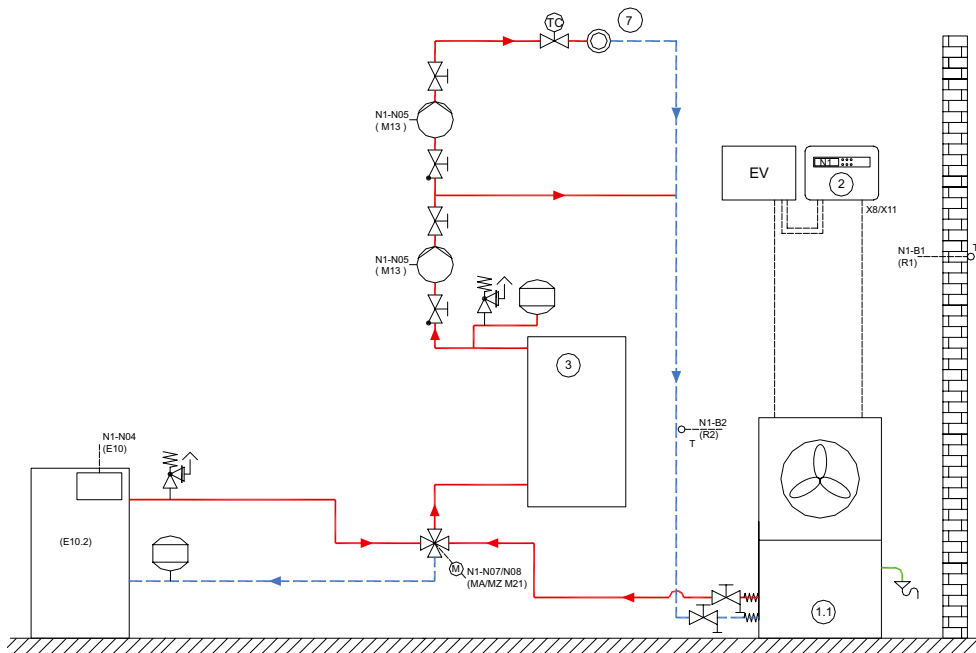 TC
7
N1-N05
( M13 )
EV
N1
2
X8/X11
N1-B1
(R1)
T
N1-N05
( M13 )
3
N1-B2
(R2)
T
N1-N04
(E10)
(E10.2)
M
N1-N07/N08
(MA/MZ M21)
1.1